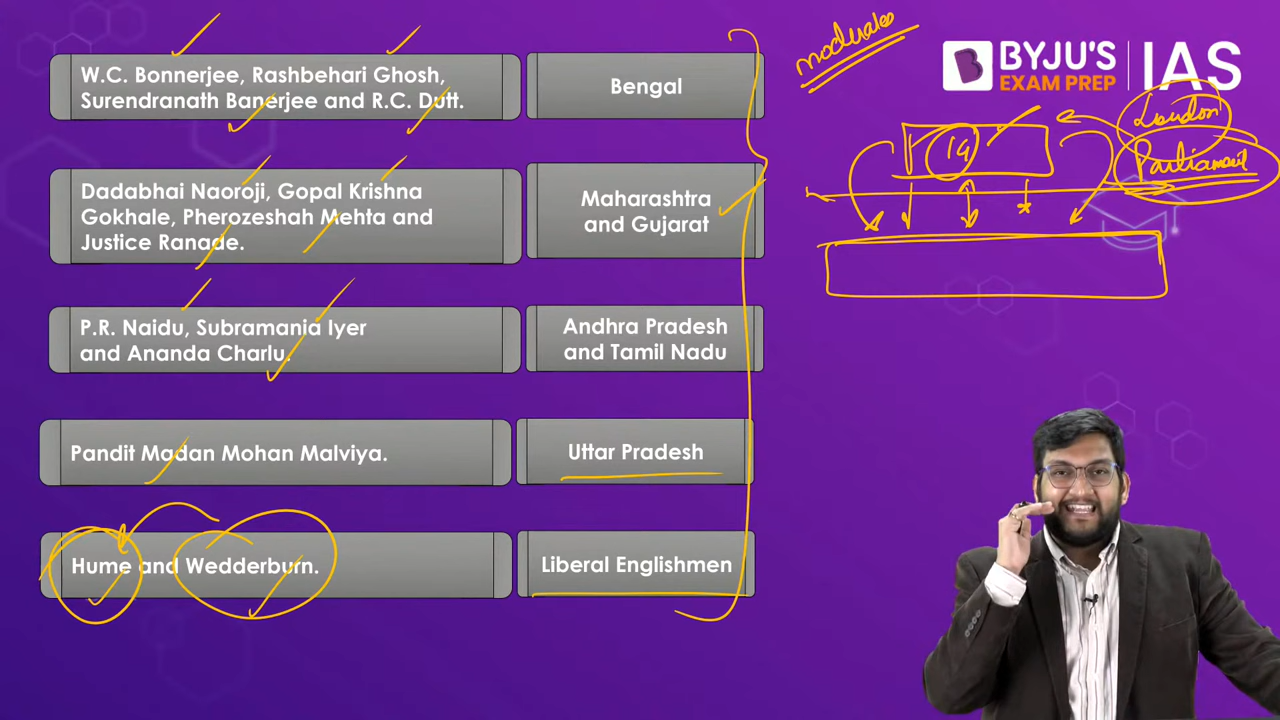 W.C. Bonnerjee, Rashbehari Ghosh,
Surendranath Banerjee and R.C. Dutt.
Bengal
Dadabhai Naoroji, Gopal Krishna
Gokhale, Pherozeshah Mehta and
Justice Ranade.
Maharashtra
and Gujarat
P.R. Naidu, Subramania Iyer
and Ananda Charlu.
Andhra Pradesh
and Tamil Nadu
Pandit Madan Mohan Malviya.
Uttar Pradesh
Hume and Wedderburn.
Liberal Englishmen
moderates
BYJU'S
EXAM PREP
IAS
London
Parliament